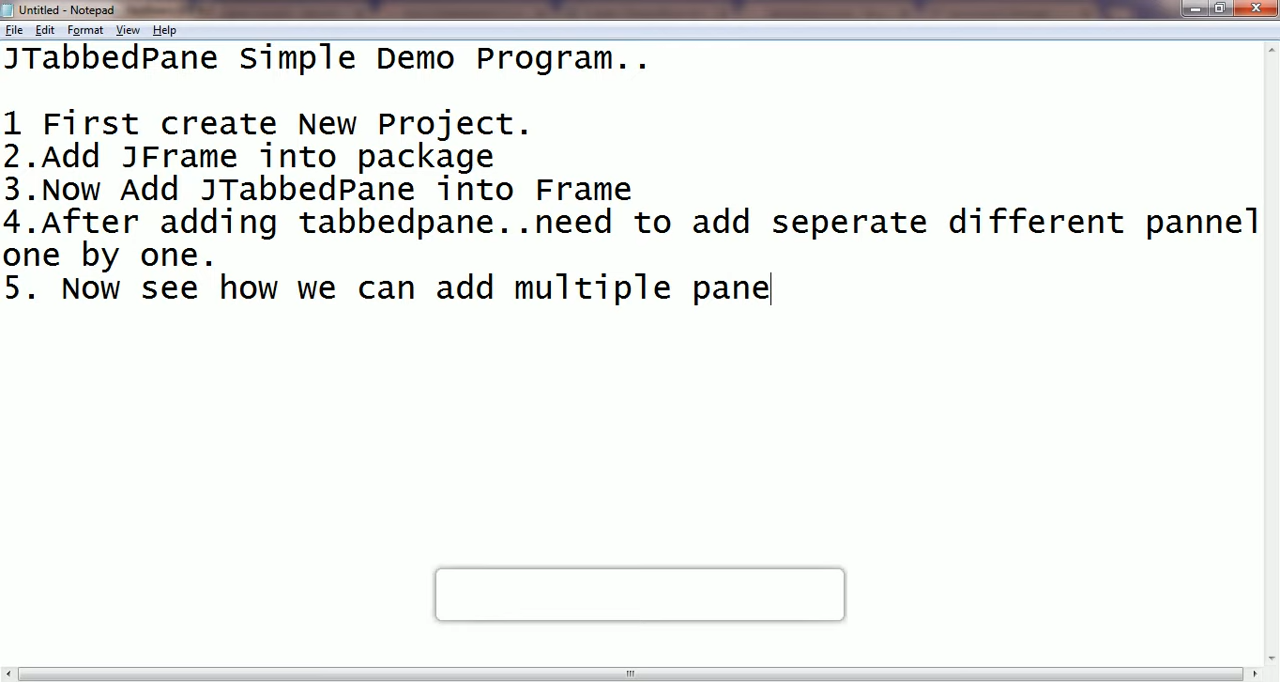 Untitled - Notepad
File Edit Format View Help
JTabbedPane Simple Demo Program..
1 First create New Project.
2.Add JFrame into package
3.Now Add JTabbedPane into Frame
4.After adding tabbedpane..need to add seperate different pannel
one by one.
5. Now see how we can add multiple pane